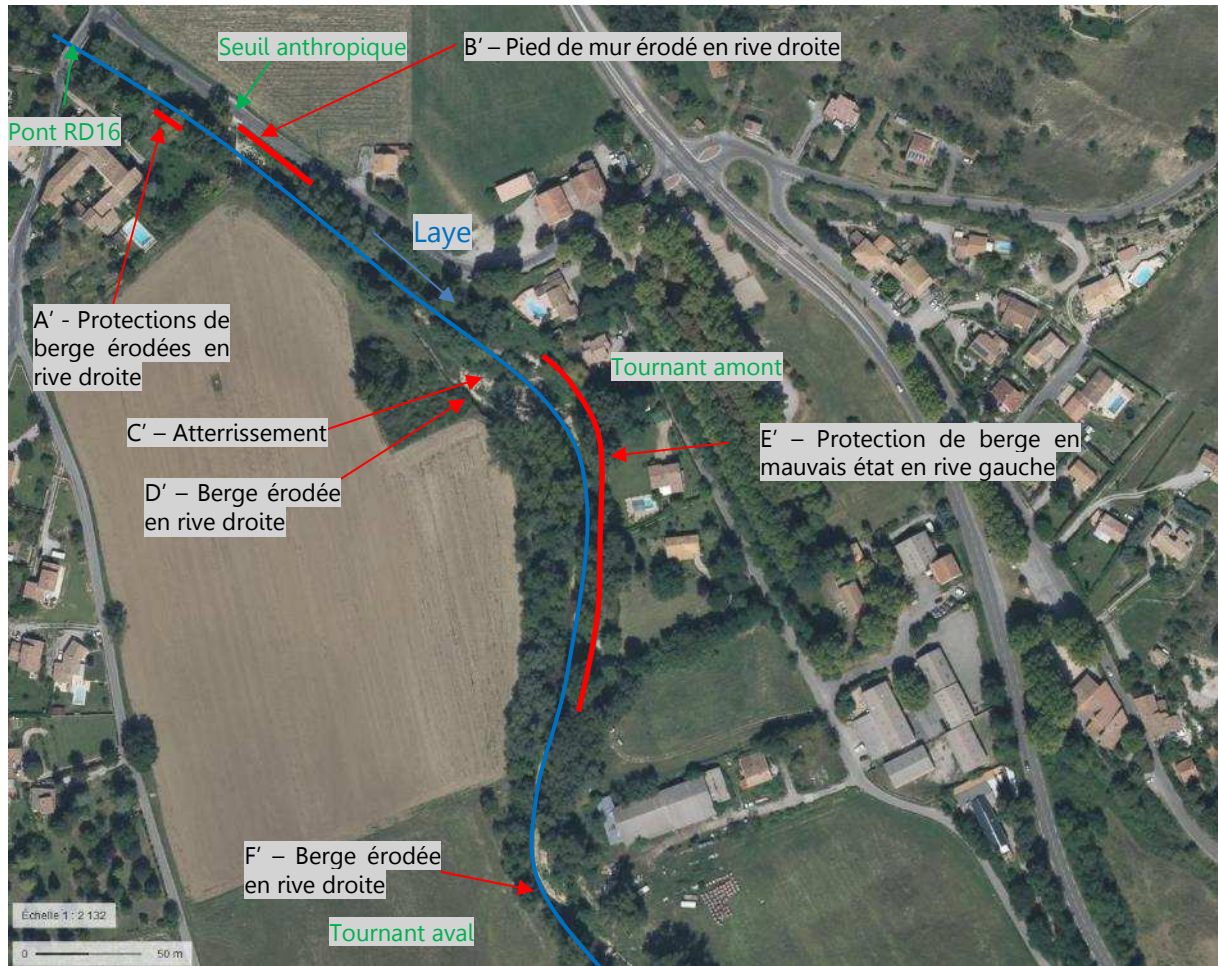 Seuil anthropique
B’ – Pied de mur érodé en rive droite
Pont RD16
Laye
A’ - Protections de
berge érodées en
rive droite
Tournant amont
C’ – Atterrissement
E’ – Protection de berge en
mauvais état en rive gauche
D’ – Berge érodée
en rive droite
F’ – Berge érodée
en rive droite
Échelle 1 : 2 132
Tournant aval
0
50 m